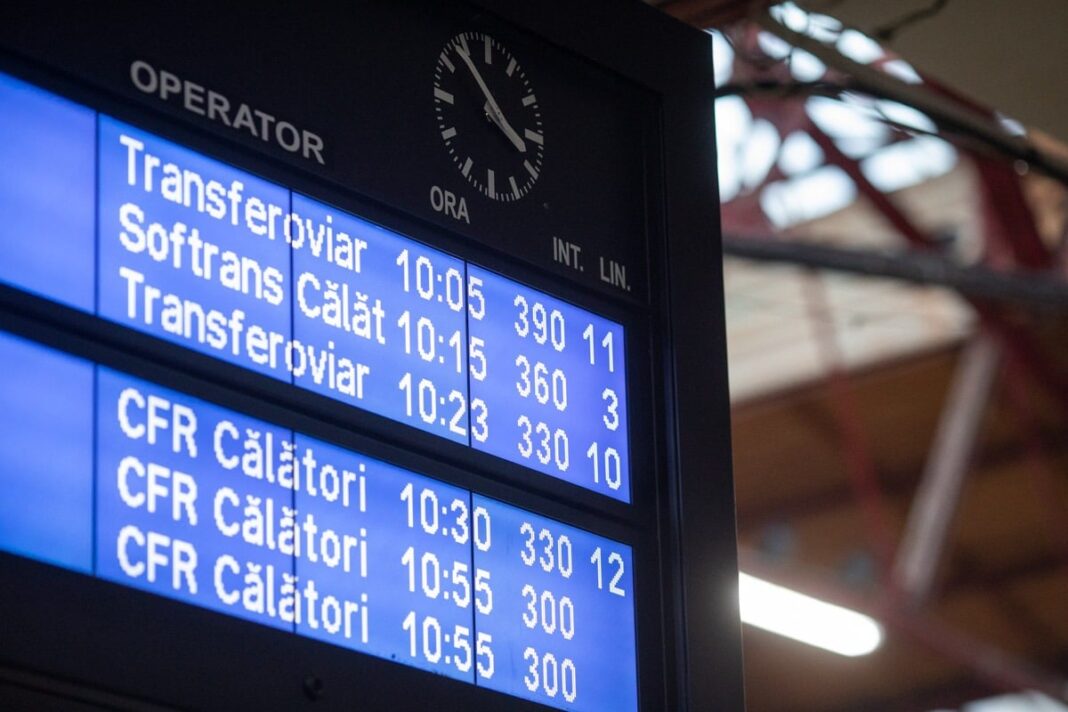 OPERATOR ORA INT. LIN.
Transferoviar 10:05 390 11
Softrans Călăt 10:15 360 3
Transferoviar 10:23 330 10
CFR Călători 10:30 330 12
CFR Călători 10:55 300
CFR Călători 10:55 300